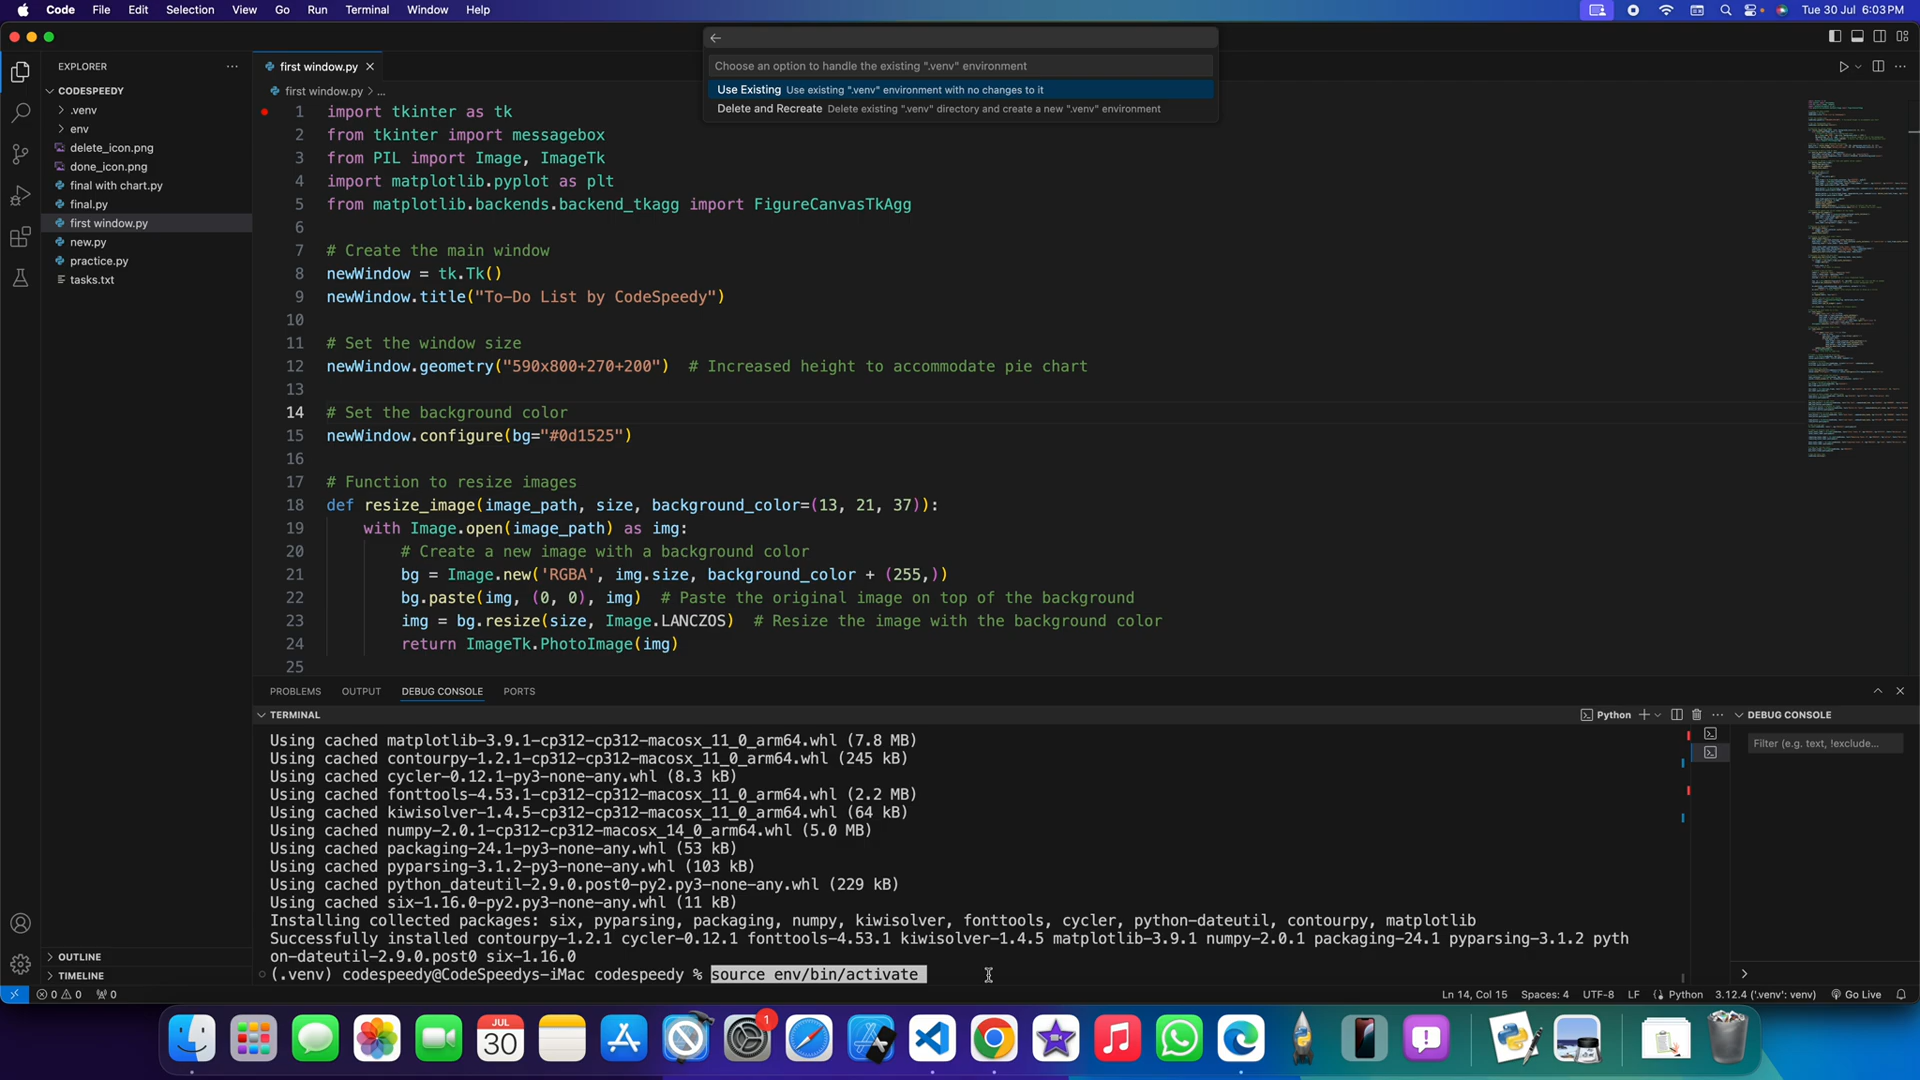 Code File Edit Selection View Go Run Terminal Window Help
Tue 30 Jul 6:03 PM
Choose an option to handle the existing ".venv" environment
Use Existing Use existing ".venv" environment with no changes to it
Delete and Recreate Delete existing ".venv" directory and create a new ".venv" environment
EXPLORER
CODESPEEDY
.venv
env
delete_icon.png
done_icon.png
final with chart.py
final.py
first window.py
new.py
practice.py
tasks.txt
OUTLINE
TIMELINE
first window.py
first window.py > ...
1 import tkinter as tk
2 from tkinter import messagebox
3 from PIL import Image, ImageTk
4 import matplotlib.pyplot as plt
5 from matplotlib.backends.backend_tkagg import FigureCanvasTkAgg
6
7 # Create the main window
8 newWindow = tk.Tk()
9 newWindow.title("To-Do List by CodeSpeedy")
10
11 # Set the window size
12 newWindow.geometry("590x800+270+200")  # Increased height to accommodate pie chart
13
14 # Set the background color
15 newWindow.configure(bg="#0d1525")
16
17 # Function to resize images
18 def resize_image(image_path, size, background_color=(13, 21, 37)):
19     with Image.open(image_path) as img:
20         # Create a new image with a background color
21         bg = Image.new('RGBA', img.size, background_color + (255,))
22         bg.paste(img, (0, 0), img)  # Paste the original image on top of the background
23         img = bg.resize(size, Image.LANCZOS)  # Resize the image with the background color
24         return ImageTk.PhotoImage(img)
25
PROBLEMS OUTPUT DEBUG CONSOLE PORTS
TERMINAL
Python
DEBUG CONSOLE
Filter (e.g. text, !exclude...
Using cached matplotlib-3.9.1-cp312-cp312-macosx_11_0_arm64.whl (7.8 MB)
Using cached contourpy-1.2.1-cp312-cp312-macosx_11_0_arm64.whl (245 kB)
Using cached cycler-0.12.1-py3-none-any.whl (8.3 kB)
Using cached fonttools-4.53.1-cp312-cp312-macosx_11_0_arm64.whl (2.2 MB)
Using cached kiwisolver-1.4.5-cp312-cp312-macosx_11_0_arm64.whl (64 kB)
Using cached numpy-2.0.1-cp312-cp312-macosx_14_0_arm64.whl (5.0 MB)
Using cached packaging-24.1-py3-none-any.whl (53 kB)
Using cached pyparsing-3.1.2-py3-none-any.whl (103 kB)
Using cached python_dateutil-2.9.0.post0-py2.py3-none-any.whl (229 kB)
Using cached six-1.16.0-py2.py3-none-any.whl (11 kB)
Installing collected packages: six, pyparsing, packaging, numpy, kiwisolver, fonttools, cycler, python-dateutil, contourpy, matplotlib
Successfully installed contourpy-1.2.1 cycler-0.12.1 fonttools-4.53.1 kiwisolver-1.4.5 matplotlib-3.9.1 numpy-2.0.1 packaging-24.1 pyparsing-3.1.2 pyth
on-dateutil-2.9.0.post0 six-1.16.0
(.venv) codespeedy@CodeSpeedys-iMac codespeedy % source env/bin/activate
0 0 0
Ln 14, Col 15 Spaces: 4 UTF-8 LF Python 3.12.4 ('.venv': venv) Go Live
JUL
30
1